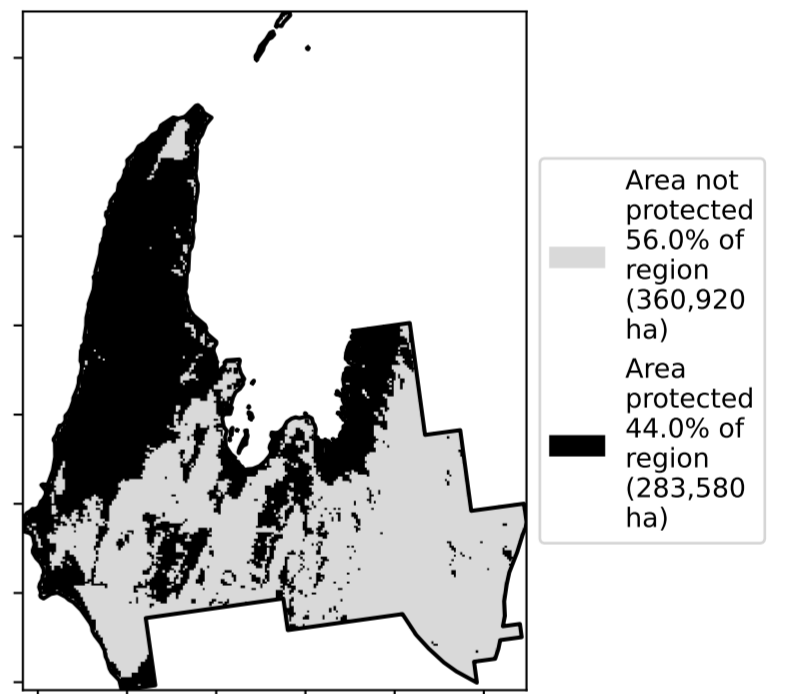 Area not
protected
56.0% of
region
(360,920
ha)
Area
protected
44.0% of
region
(283,580
ha)